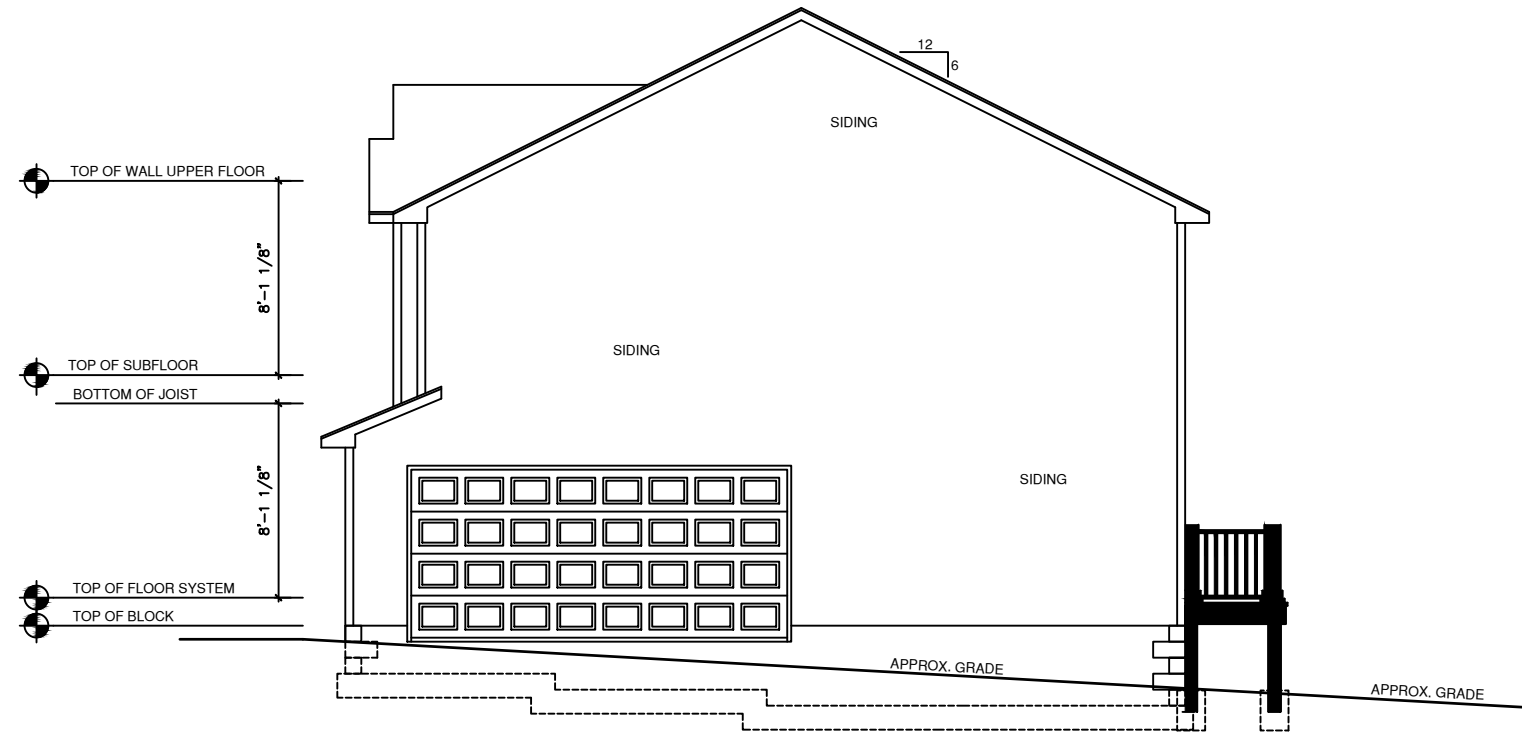 12
6
SIDING
TOP OF WALL UPPER FLOOR
8'-1 1/8"
SIDING
TOP OF SUBFLOOR
BOTTOM OF JOIST
8'-1 1/8"
SIDING
TOP OF FLOOR SYSTEM
TOP OF BLOCK
APPROX. GRADE
APPROX. GRADE